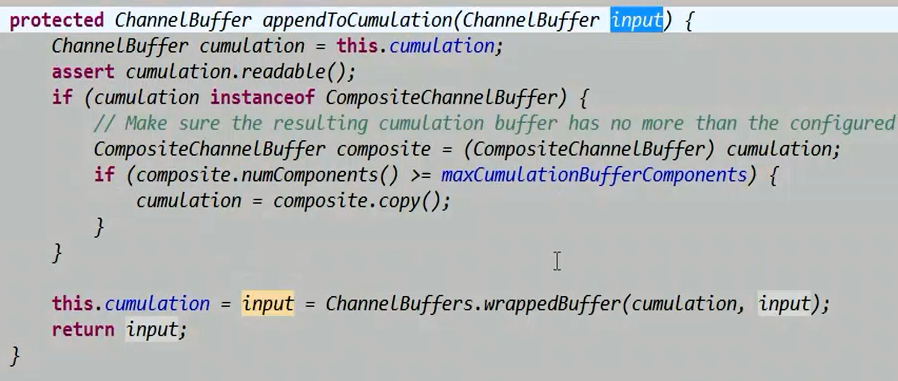 protected ChannelBuffer appendToCumulation(ChannelBuffer input) {
ChannelBuffer cumulation = this.cumulation;
assert cumulation.readable();
if (cumulation instanceof CompositeChannelBuffer) {
// Make sure the resulting cumulation buffer has no more than the configured
CompositeChannelBuffer composite = (CompositeChannelBuffer) cumulation;
if (composite.numComponents() >= maxCumulationBufferComponents) {
cumulation = composite.copy();
}
}
this.cumulation = input = ChannelBuffers.wrappedBuffer(cumulation, input);
return input;
}